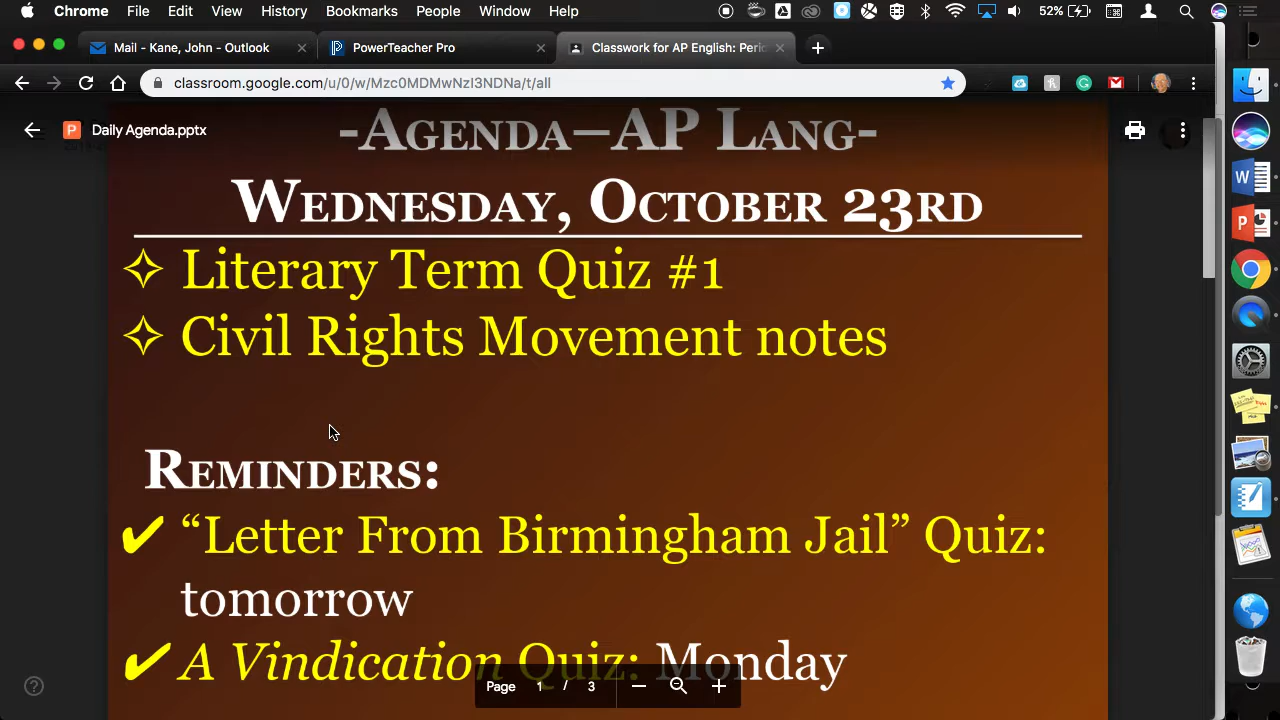 Chrome File Edit View History Bookmarks People Window Help 52%
Mail - Kane, John - Outlook PowerTeacher Pro Classwork for AP English: Peri
classroom.google.com/u/0/w/Mzc0MDMwNzI3NDNa/t/all
Daily Agenda.pptx
-Agenda—AP Lang-
Wednesday, October 23rd
✧ Literary Term Quiz #1
✧ Civil Rights Movement notes
Reminders:
✔ “Letter From Birmingham Jail” Quiz:
tomorrow
✔ A Vindication Quiz: Monday
Page 1 / 3